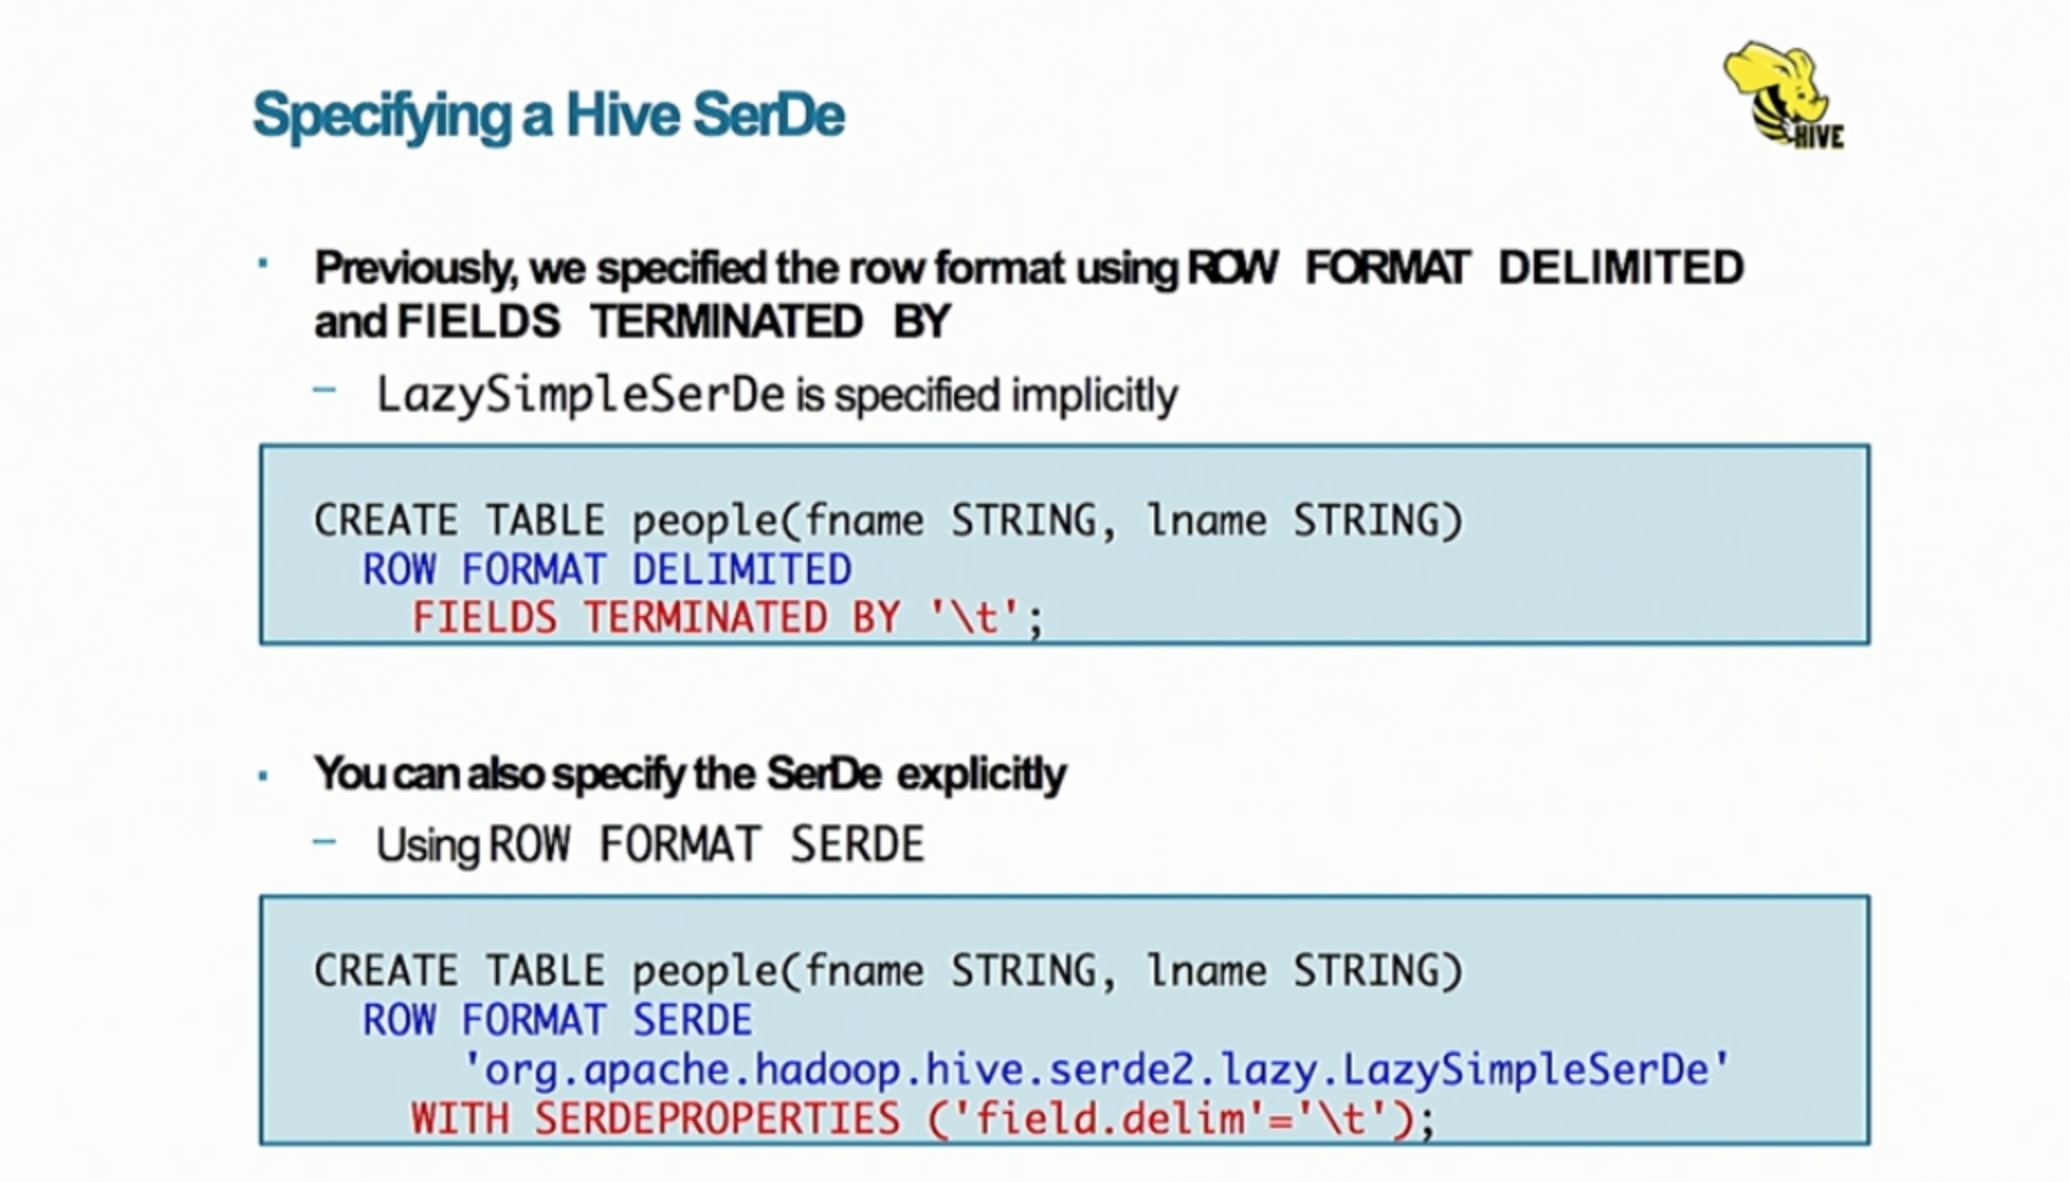 Specifying a Hive SerDe
HIVE
Previously, we specified the row format using ROW FORMAT DELIMITED
and FIELDS TERMINATED BY
– LazySimpleSerDe is specified implicitly
CREATE TABLE people(fname STRING, lname STRING)
ROW FORMAT DELIMITED
FIELDS TERMINATED BY '\t';
You can also specify the SerDe explicitly
– Using ROW FORMAT SERDE
CREATE TABLE people(fname STRING, lname STRING)
ROW FORMAT SERDE
'org.apache.hadoop.hive.serde2.lazy.LazySimpleSerDe'
WITH SERDEPROPERTIES ('field.delim'='\t');